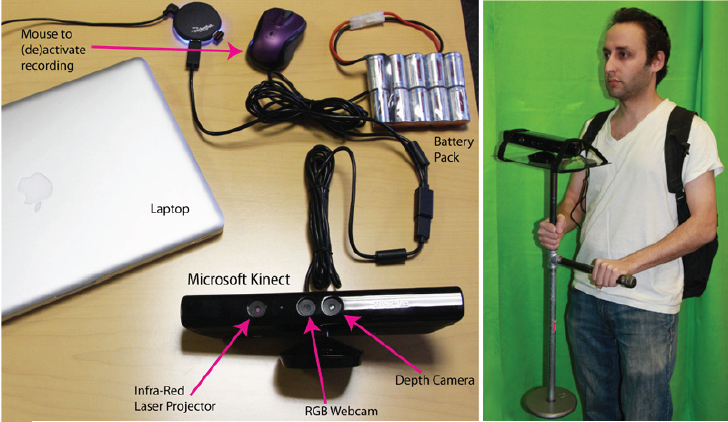 Mouse to
(de)activate
recording
Battery
Pack
Laptop
Microsoft Kinect
Infra-Red
Laser Projector
RGB Webcam
Depth Camera